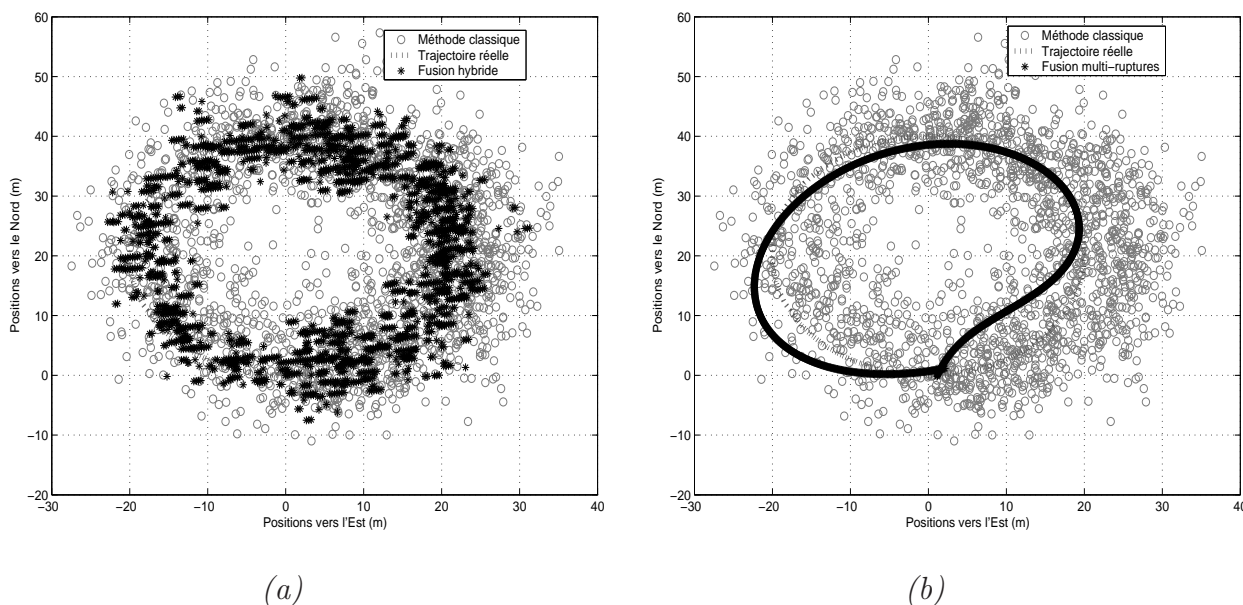 60
50
40
30
20
10
0
−10
−20
−30
−20
−10
0
10
20
30
40
Positions vers le Nord (m)
Positions vers l'Est (m)
Méthode classique
Trajectoire réelle
Fusion hybride
(a)
60
50
40
30
20
10
0
−10
−20
−30
−20
−10
0
10
20
30
40
Positions vers le Nord (m)
Positions vers l'Est (m)
Méthode classique
Trajectoire réelle
Fusion multi−ruptures
(b)